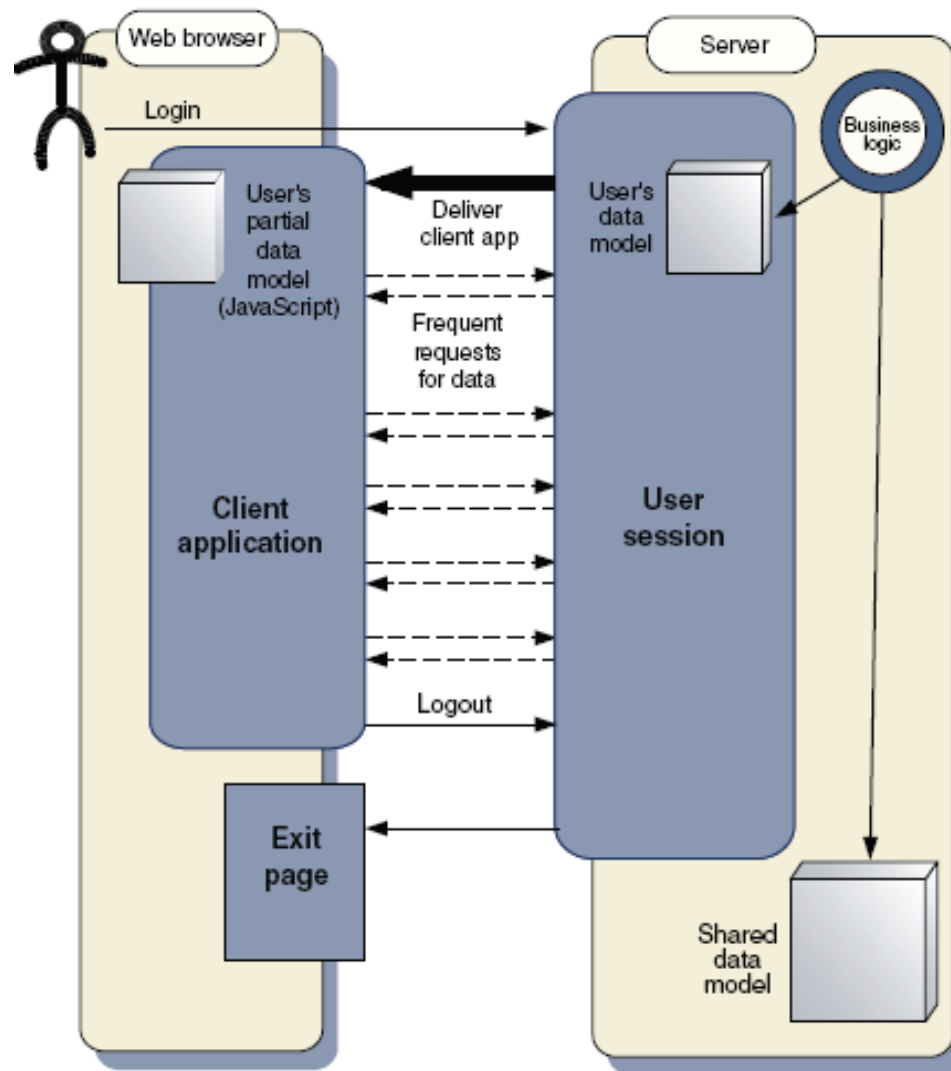 Web browser
Server
Login
Business
logic
User's
partial
data
model
(JavaScript)
Deliver
client app
User's
data
model
Frequent
requests
for data
Client
application
User
session
Logout
Exit
page
Shared
data
model